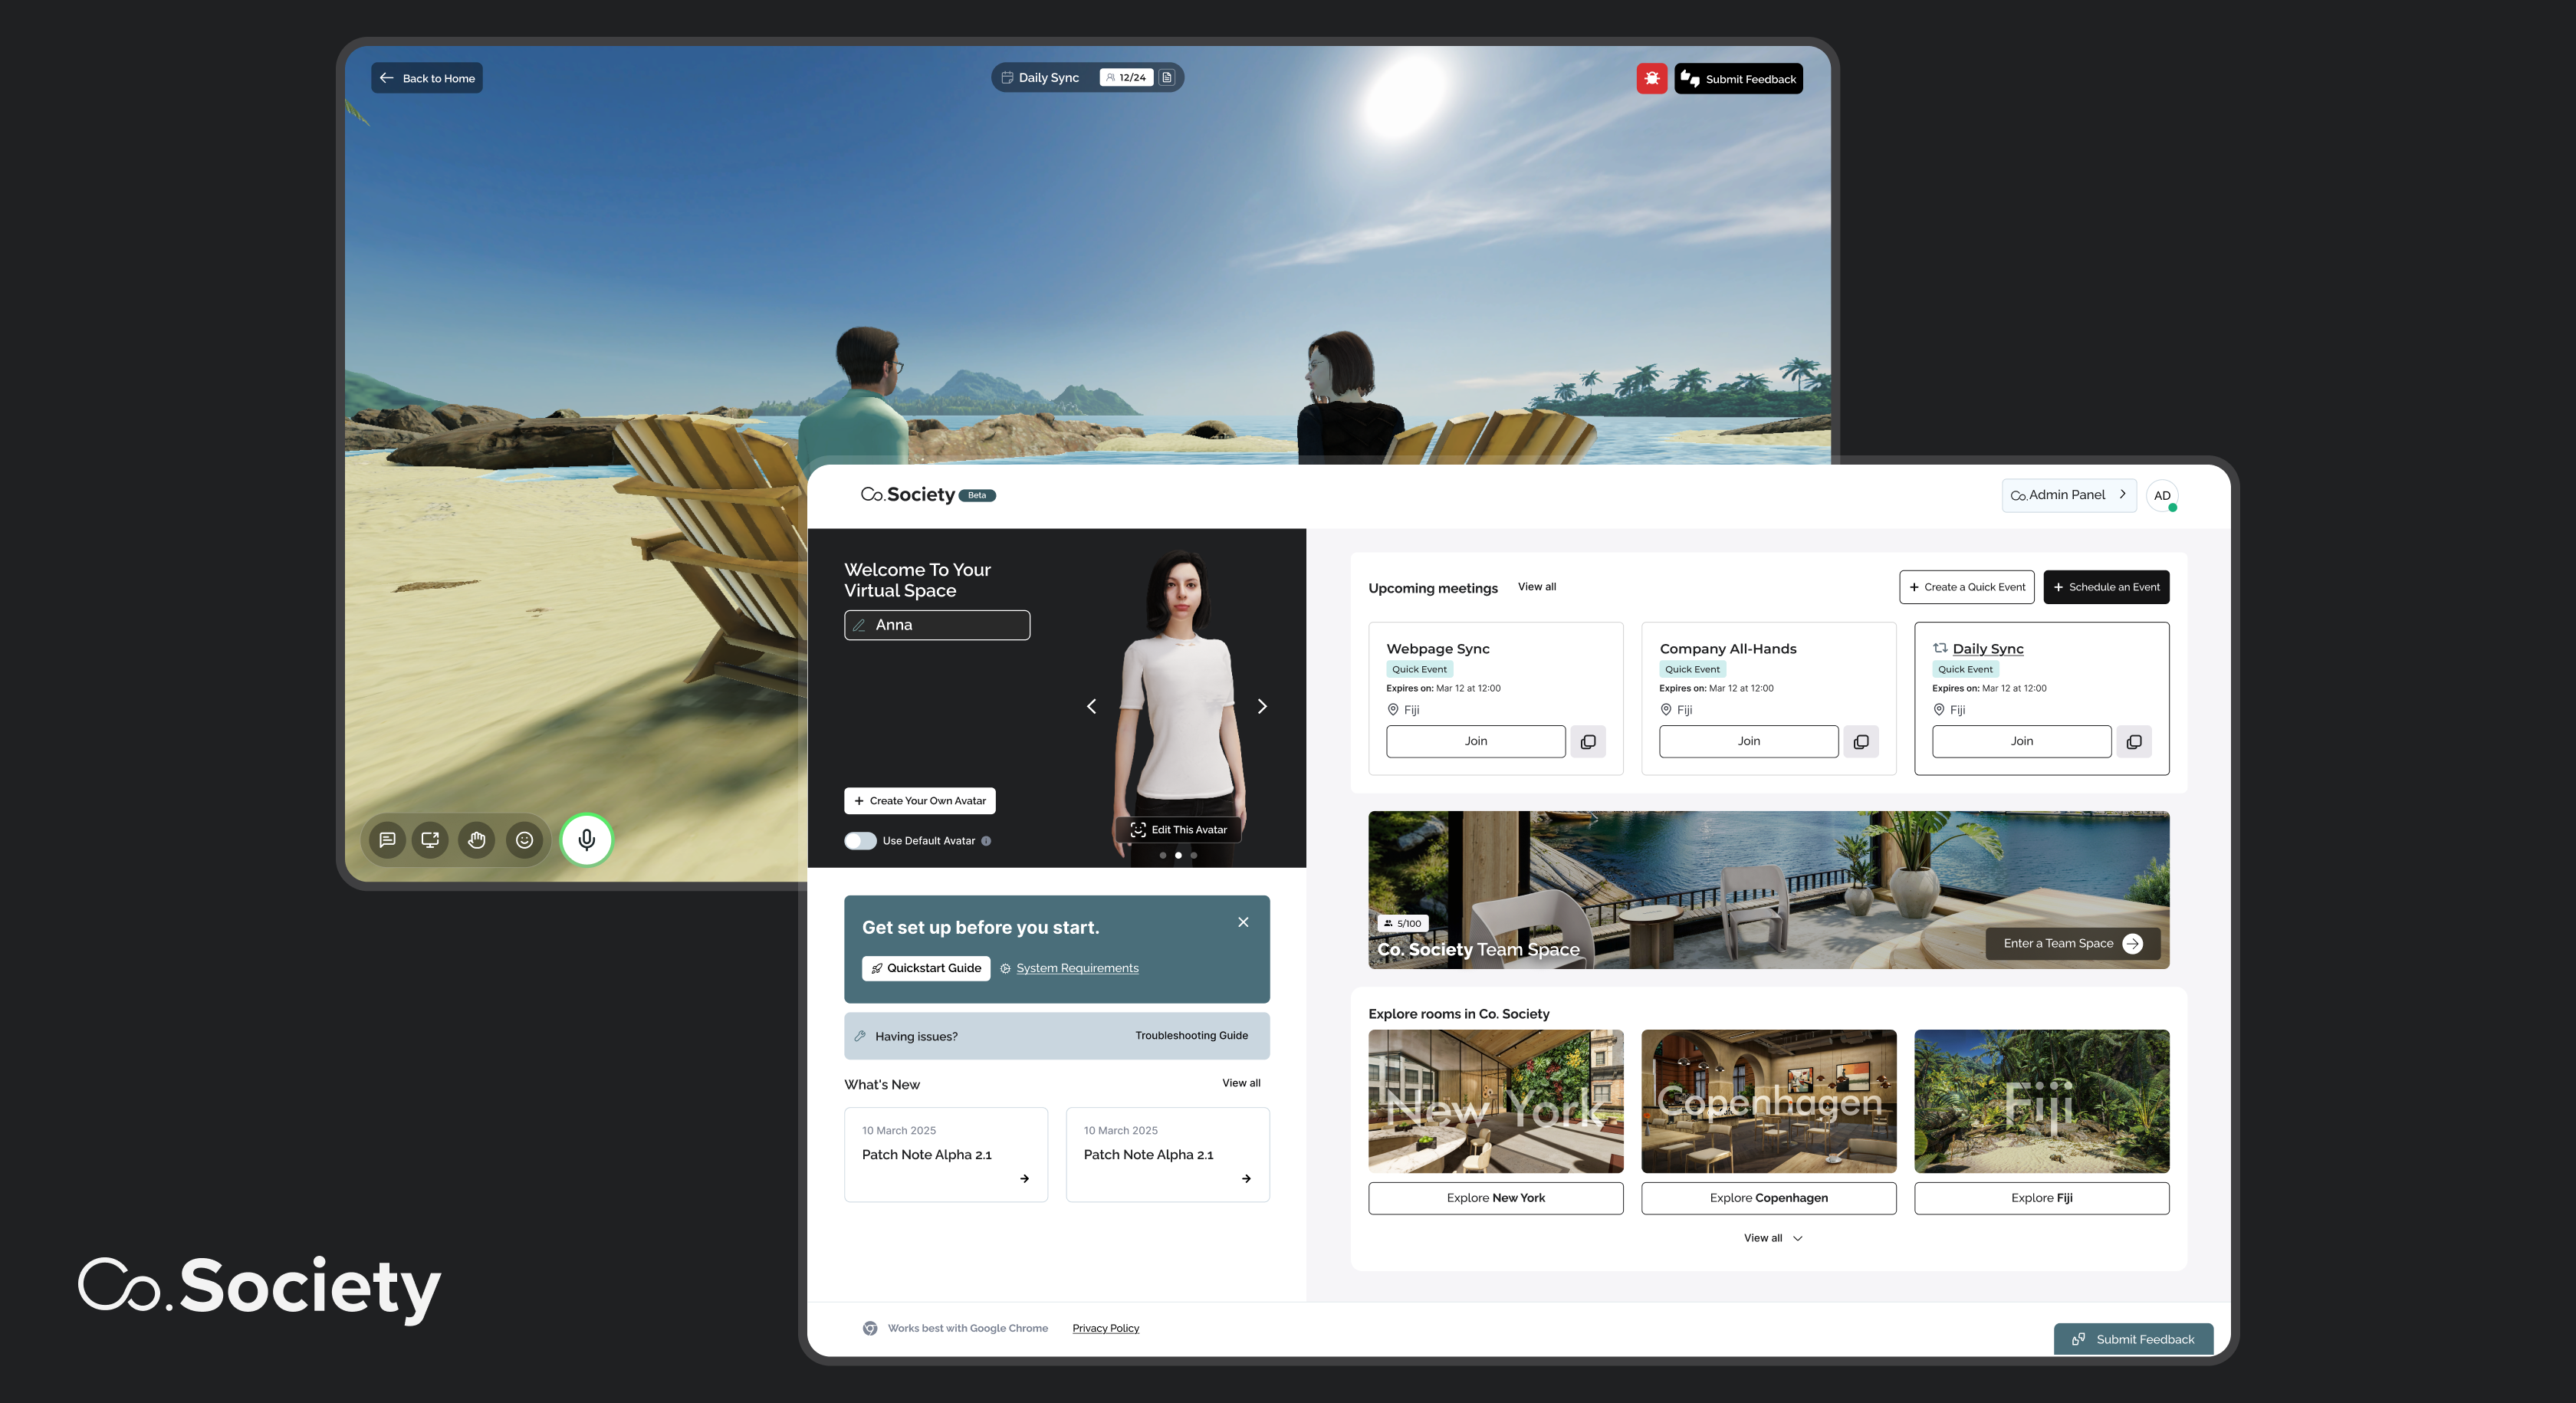 Back to Home
Daily Sync
12/24
Submit Feedback
Co.Society Beta
Co. Admin Panel
AD
Welcome To Your
Virtual Space
Anna
Create Your Own Avatar
Use Default Avatar
Edit This Avatar
Get set up before you start.
Quickstart Guide
System Requirements
Having issues?
Troubleshooting Guide
What's New
View all
10 March 2025
Patch Note Alpha 2.1
10 March 2025
Patch Note Alpha 2.1
Upcoming meetings
View all
+ Create a Quick Event
+ Schedule an Event
Webpage Sync
Quick Event
Expires on: Mar 12 at 12:00
Fiji
Join
Company All-Hands
Quick Event
Expires on: Mar 12 at 12:00
Fiji
Join
Daily Sync
Quick Event
Expires on: Mar 12 at 12:00
Fiji
Join
5/100
Co. Society Team Space
Enter a Team Space
Explore rooms in Co. Society
New York
Copenhagen
Fiji
Explore New York
Explore Copenhagen
Explore Fiji
View all
Works best with Google Chrome
Privacy Policy
Submit Feedback
Co.Society